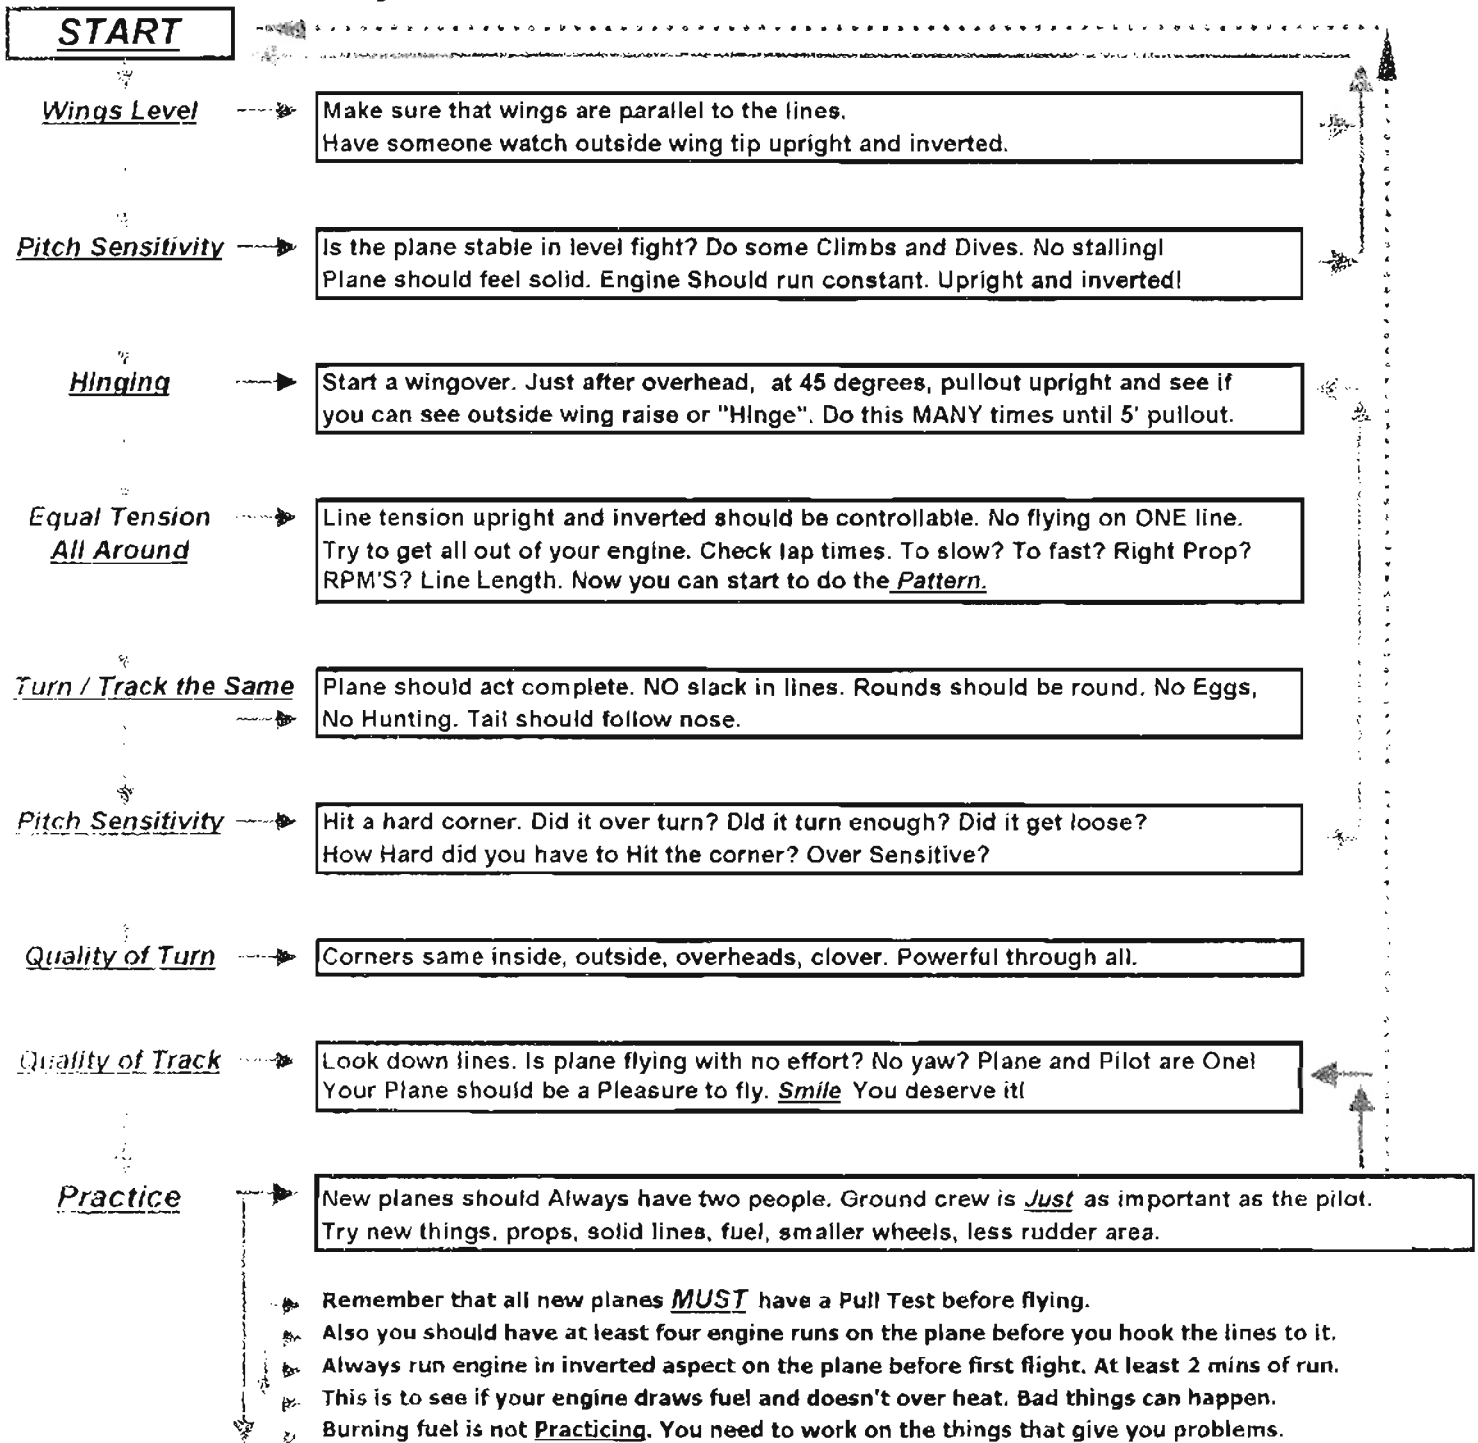 START
Wings Level
Make sure that wings are parallel to the lines.
Have someone watch outside wing tip upright and inverted.
Pitch Sensitivity
Is the plane stable in level fight? Do some Climbs and Dives. No stalling!
Plane should feel solid. Engine Should run constant. Upright and inverted!
Hinging
Start a wingover. Just after overhead, at 45 degrees, pullout upright and see if
you can see outside wing raise or "Hinge". Do this MANY times until 5' pullout.
Equal Tension
All Around
Line tension upright and inverted should be controllable. No flying on ONE line.
Try to get all out of your engine. Check lap times. To slow? To fast? Right Prop?
RPM'S? Line Length. Now you can start to do the Pattern.
Turn / Track the Same
Plane should act complete. NO slack in lines. Rounds should be round. No Eggs,
No Hunting. Tail should follow nose.
Pitch Sensitivity
Hit a hard corner. Did it over turn? Did it turn enough? Did it get loose?
How Hard did you have to Hit the corner? Over Sensitive?
Quality of Turn
Corners same inside, outside, overheads, clover. Powerful through all.
Quality of Track
Look down lines. Is plane flying with no effort? No yaw? Plane and Pilot are One!
Your Plane should be a Pleasure to fly. Smile You deserve it!
Practice
New planes should Always have two people. Ground crew is Just as important as the pilot.
Try new things, props, solid lines, fuel, smaller wheels, less rudder area.
Remember that all new planes MUST have a Pull Test before flying.
Also you should have at least four engine runs on the plane before you hook the lines to it.
Always run engine in inverted aspect on the plane before first flight. At least 2 mins of run.
This is to see if your engine draws fuel and doesn't over heat. Bad things can happen.
Burning fuel is not Practicing. You need to work on the things that give you problems.